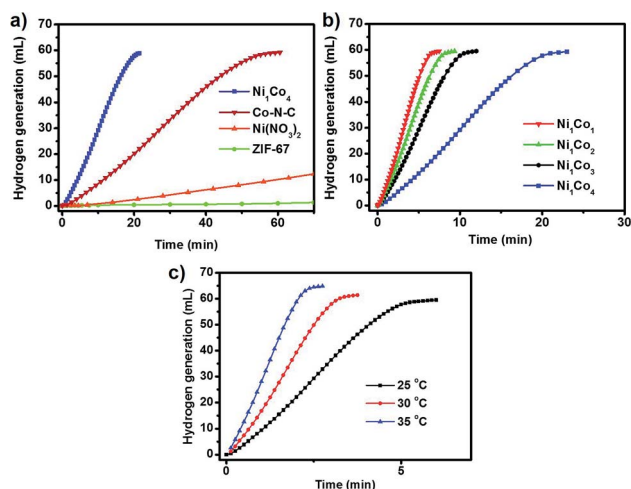 a)
Hydrogen generation (mL)
70
60
50
40
30
20
10
0
Ni₁Co₄
Co-N-C
Ni(NO₃)₂
ZIF-67
0 20 40 60
Time (min)
b)
Hydrogen generation (mL)
70
60
50
40
30
20
10
0
Ni₁Co₁
Ni₁Co₂
Ni₁Co₃
Ni₁Co₄
0 10 20 30
Time (min)
c)
Hydrogen generation (mL)
70
60
50
40
30
20
10
0
25 °C
30 °C
35 °C
0 5
Time (min)